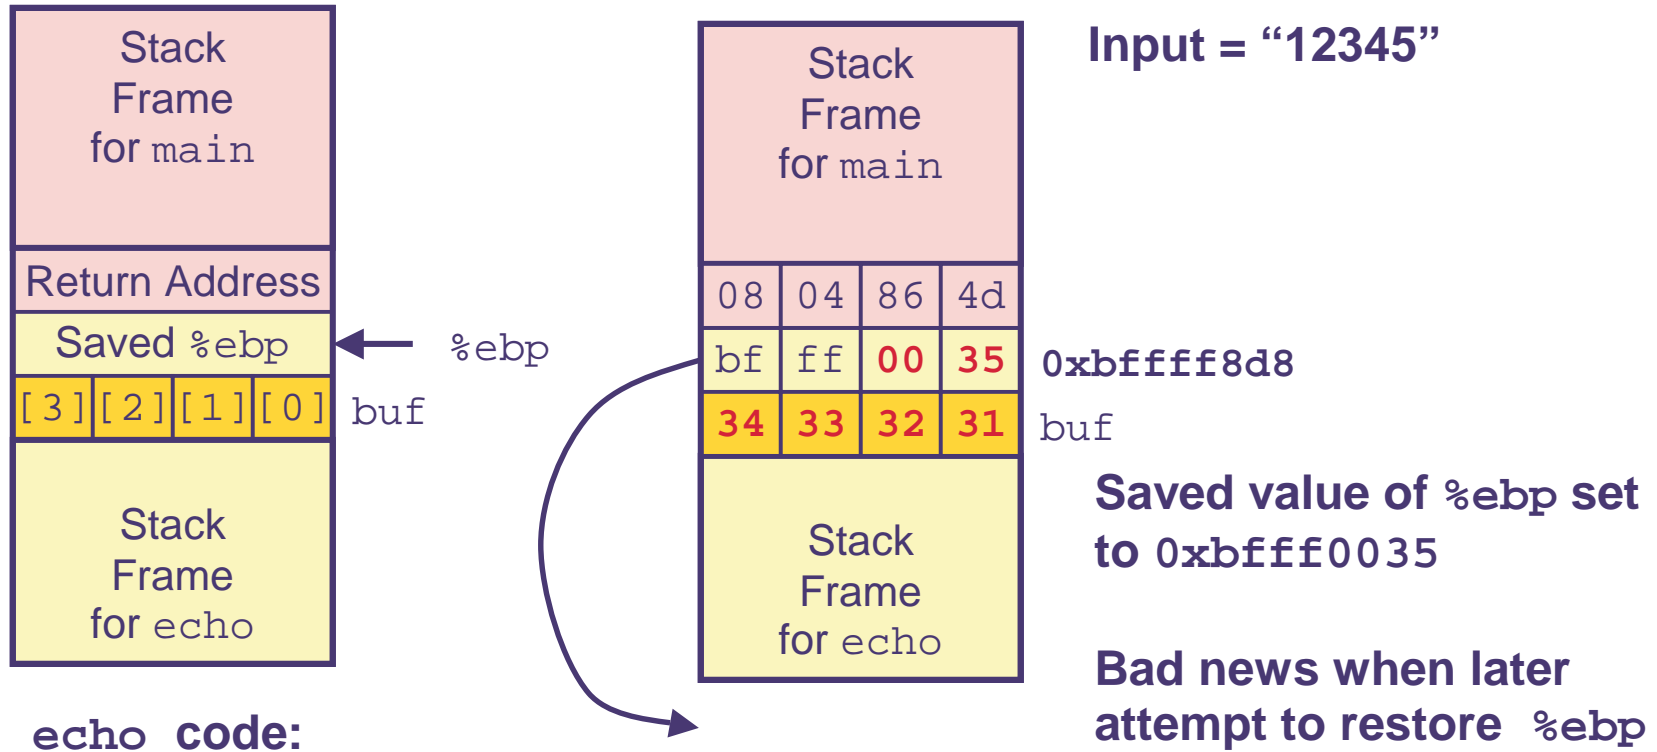 Stack
Frame
for main
Return Address
Saved %ebp
%ebp
[3] [2] [1] [0]
buf
Stack
Frame
for echo
echo code:
Stack
Frame
for main
08 04 86 4d
bf ff 00 35
0xbffff8d8
34 33 32 31
buf
Stack
Frame
for echo
Input = “12345”
Saved value of %ebp set
to 0xbfff0035
Bad news when later
attempt to restore %ebp